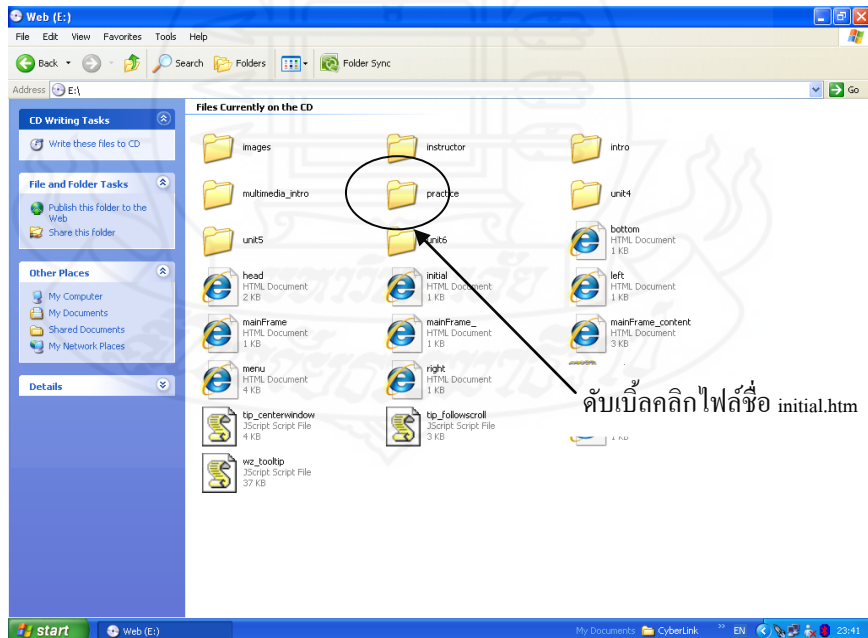 Web (E:)
File Edit View Favorites Tools Help
Back Search Folders Folder Sync
Address E:\ Go
Files Currently on the CD
CD Writing Tasks
Write these files to CD
File and Folder Tasks
Publish this folder to the
Web
Share this folder
Other Places
My Computer
My Documents
Shared Documents
My Network Places
Details
images
instructor
intro
multimedia_intro
practice
unit4
unit5
unit6
bottom
HTML Document
1 KB
head
HTML Document
2 KB
initial
HTML Document
1 KB
left
HTML Document
1 KB
mainFrame
HTML Document
1 KB
mainFrame_
HTML Document
1 KB
mainFrame_content
HTML Document
3 KB
menu
HTML Document
4 KB
right
HTML Document
1 KB
ดับเบิ้ลคลิกไฟล์ชื่อ initial.htm
tip_centerwindow
JScript Script File
4 KB
tip_followscroll
JScript Script File
3 KB
1 KB
wz_tooltip
JScript Script File
37 KB
start Web (E:) My Documents CyberLink » EN 23:41